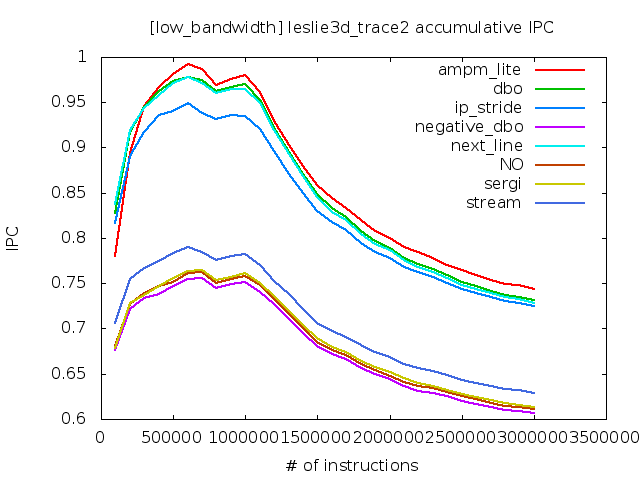 [low_bandwidth] leslie3d_trace2 accumulative IPC
1
0.95
0.9
0.85
0.8
0.75
0.7
0.65
0.6
IPC
ampm_lite
dbo
ip_stride
negative_dbo
next_line
NO
sergi
stream
0 500000 1000000 1500000 2000000 2500000 3000000 3500000
# of instructions